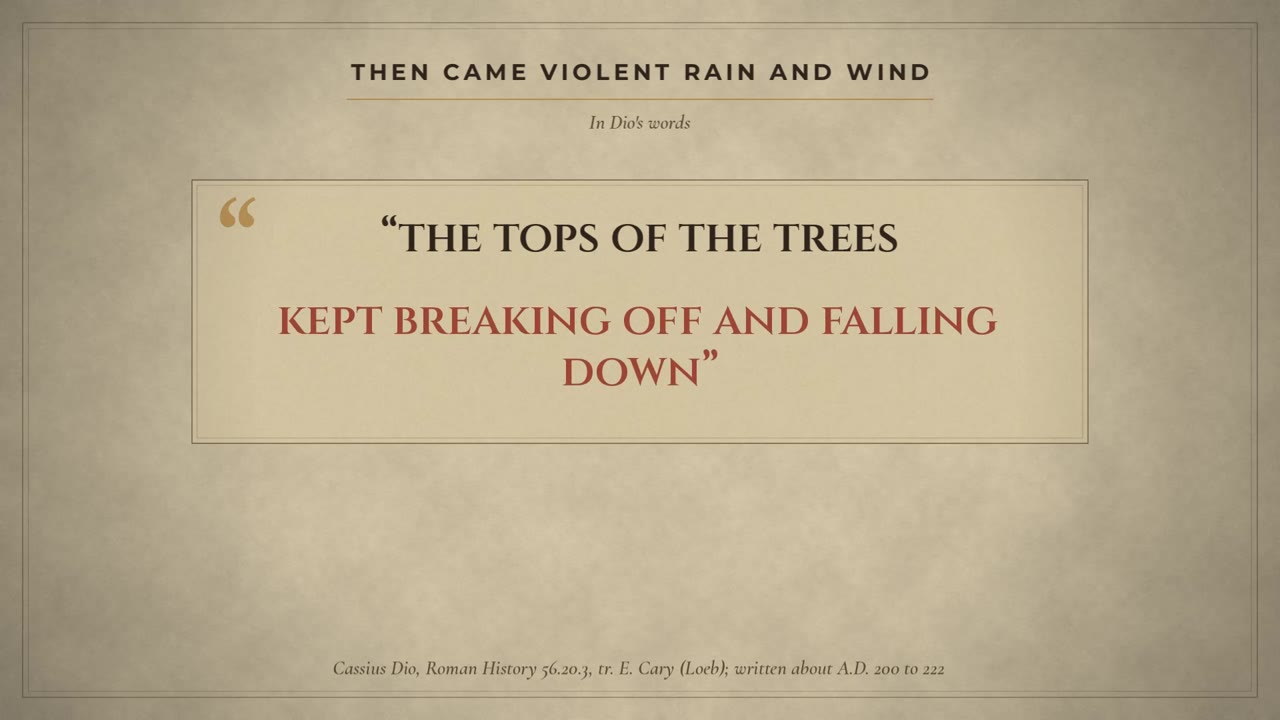 THEN CAME VIOLENT RAIN AND WIND
In Dio's words
“
“THE TOPS OF THE TREES
KEPT BREAKING OFF AND FALLING
DOWN”
Cassius Dio, Roman History 56.20.3, tr. E. Cary (Loeb); written about A.D. 200 to 222